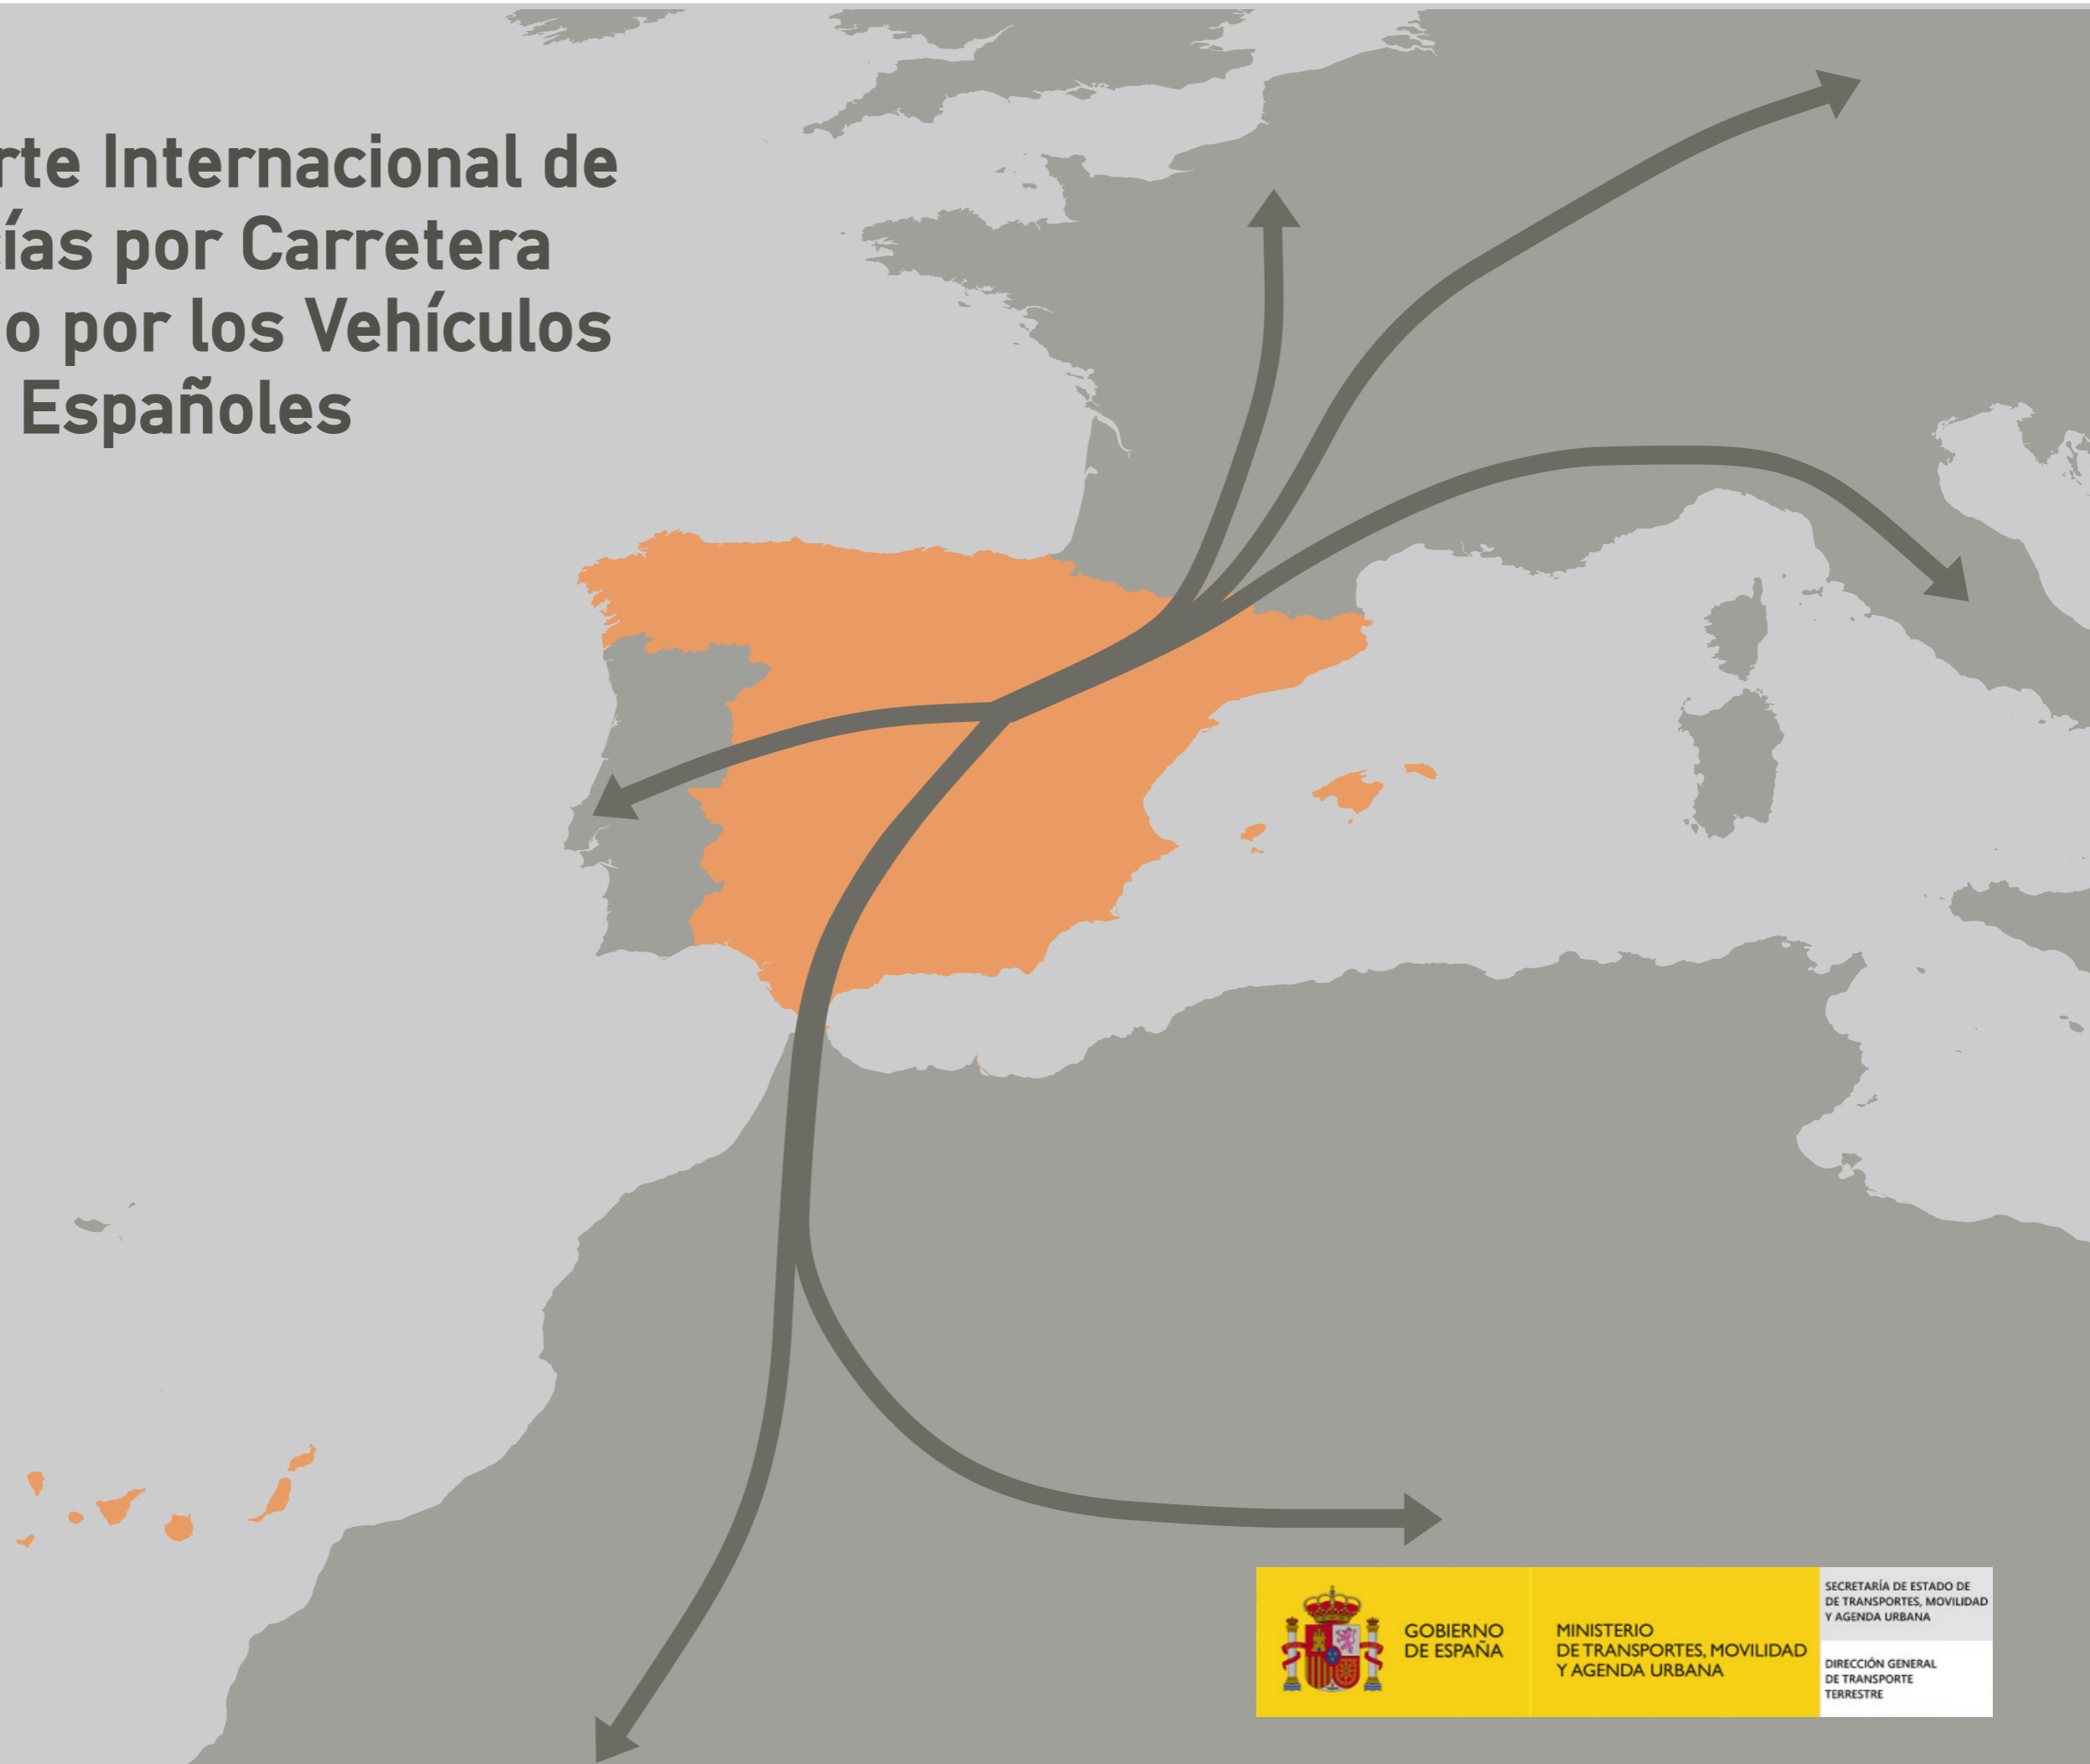 rte Internacional de
ías por Carretera
o por los Vehículos
Españoles
GOBIERNO
DE ESPAÑA
MINISTERIO
DE TRANSPORTES, MOVILIDAD
Y AGENDA URBANA
SECRETARÍA DE ESTADO DE
DE TRANSPORTES, MOVILIDAD
Y AGENDA URBANA
DIRECCIÓN GENERAL
DE TRANSPORTE
TERRESTRE